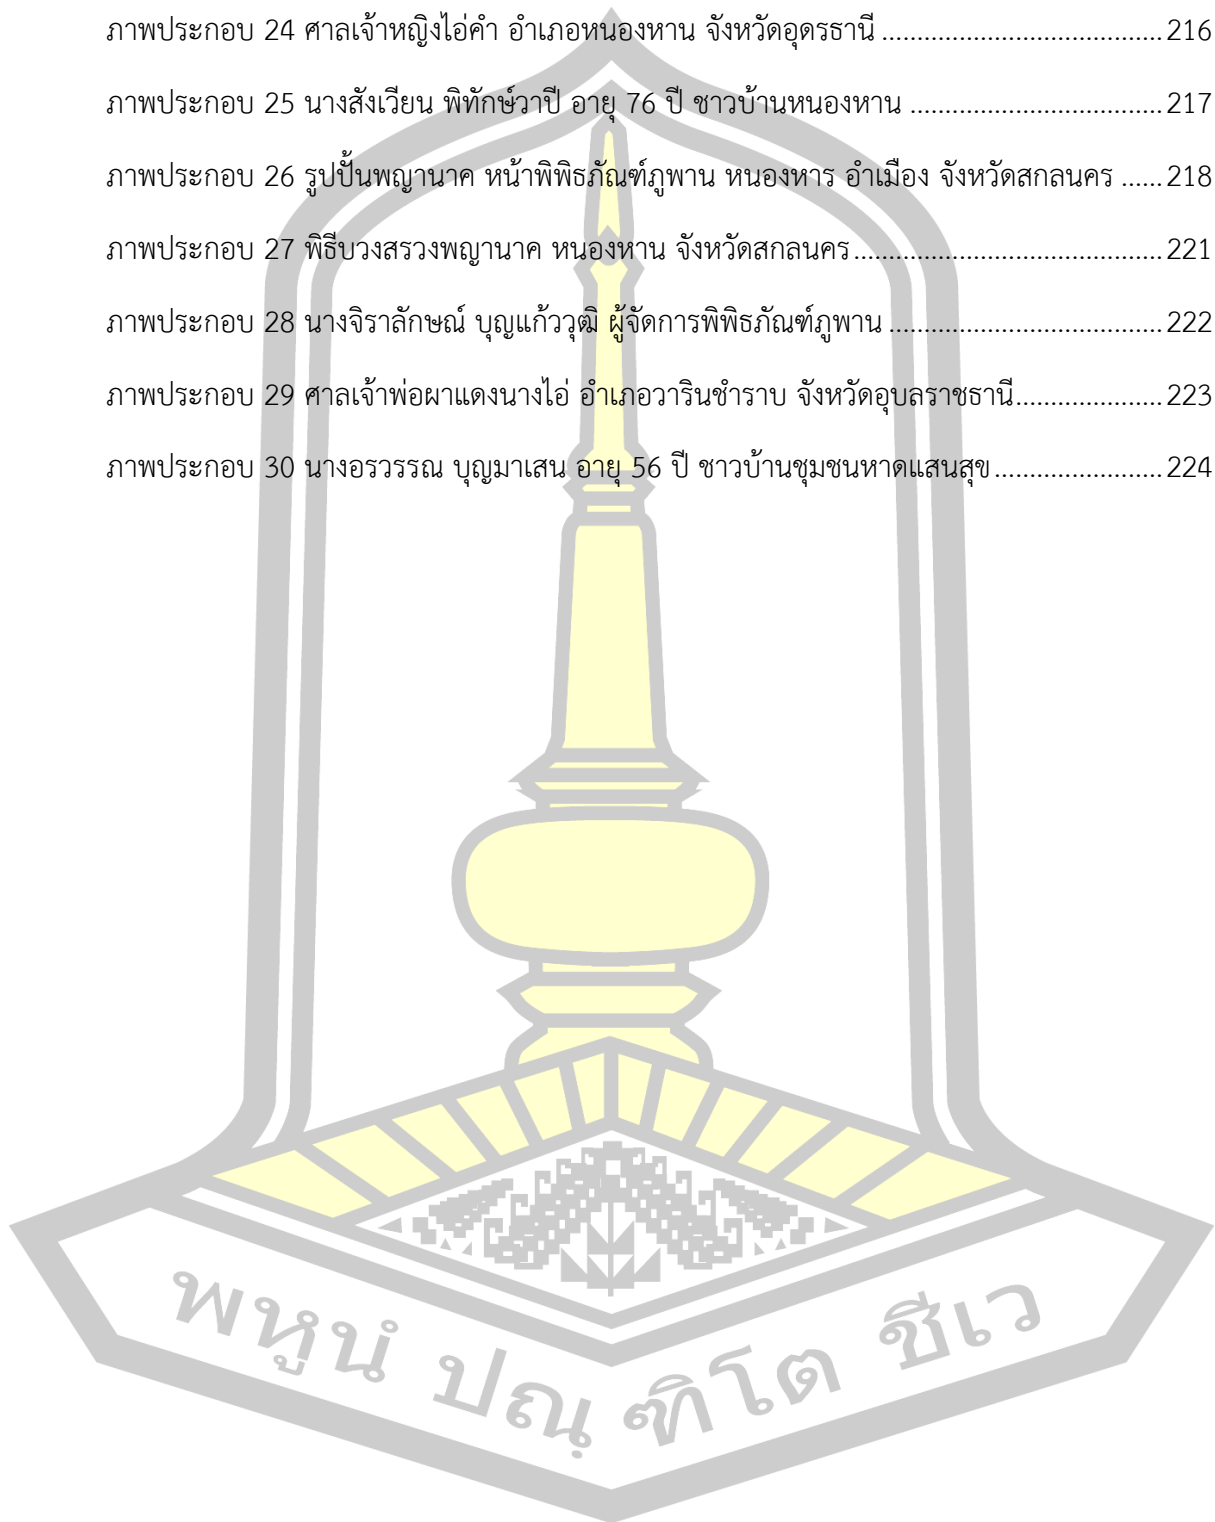 ภาพประกอบ 24 ศาลเจ้าหญิงไอ่คำ อำเภอหนองหาน จังหวัดอุดรธานี ........................................ 216
ภาพประกอบ 25 นางสังเวียน พิทักษ์วาปี อายุ 76 ปี ชาวบ้านหนองหาน .................................... 217
ภาพประกอบ 26 รูปปั้นพญานาค หน้าพิพิธภัณฑ์ภูพาน หนองหาร อำเมือง จังหวัดสกลนคร ...... 218
ภาพประกอบ 27 พิธีบวงสรวงพญานาค หนองหาน จังหวัดสกลนคร ............................................ 221
ภาพประกอบ 28 นางจิราลักษณ์ บุญแก้ววุฒิ ผู้จัดการพิพิธภัณฑ์ภูพาน ....................................... 222
ภาพประกอบ 29 ศาลเจ้าพ่อผาแดงนางไอ่ อำเภอวารินชำราบ จังหวัดอุบลราชธานี ..................... 223
ภาพประกอบ 30 นางอรวรรณ บุญมาเสน อายุ 56 ปี ชาวบ้านชุมชนหาดแสนสุข ........................ 224
พหูนํ ปณฺฑิโต ชีเว